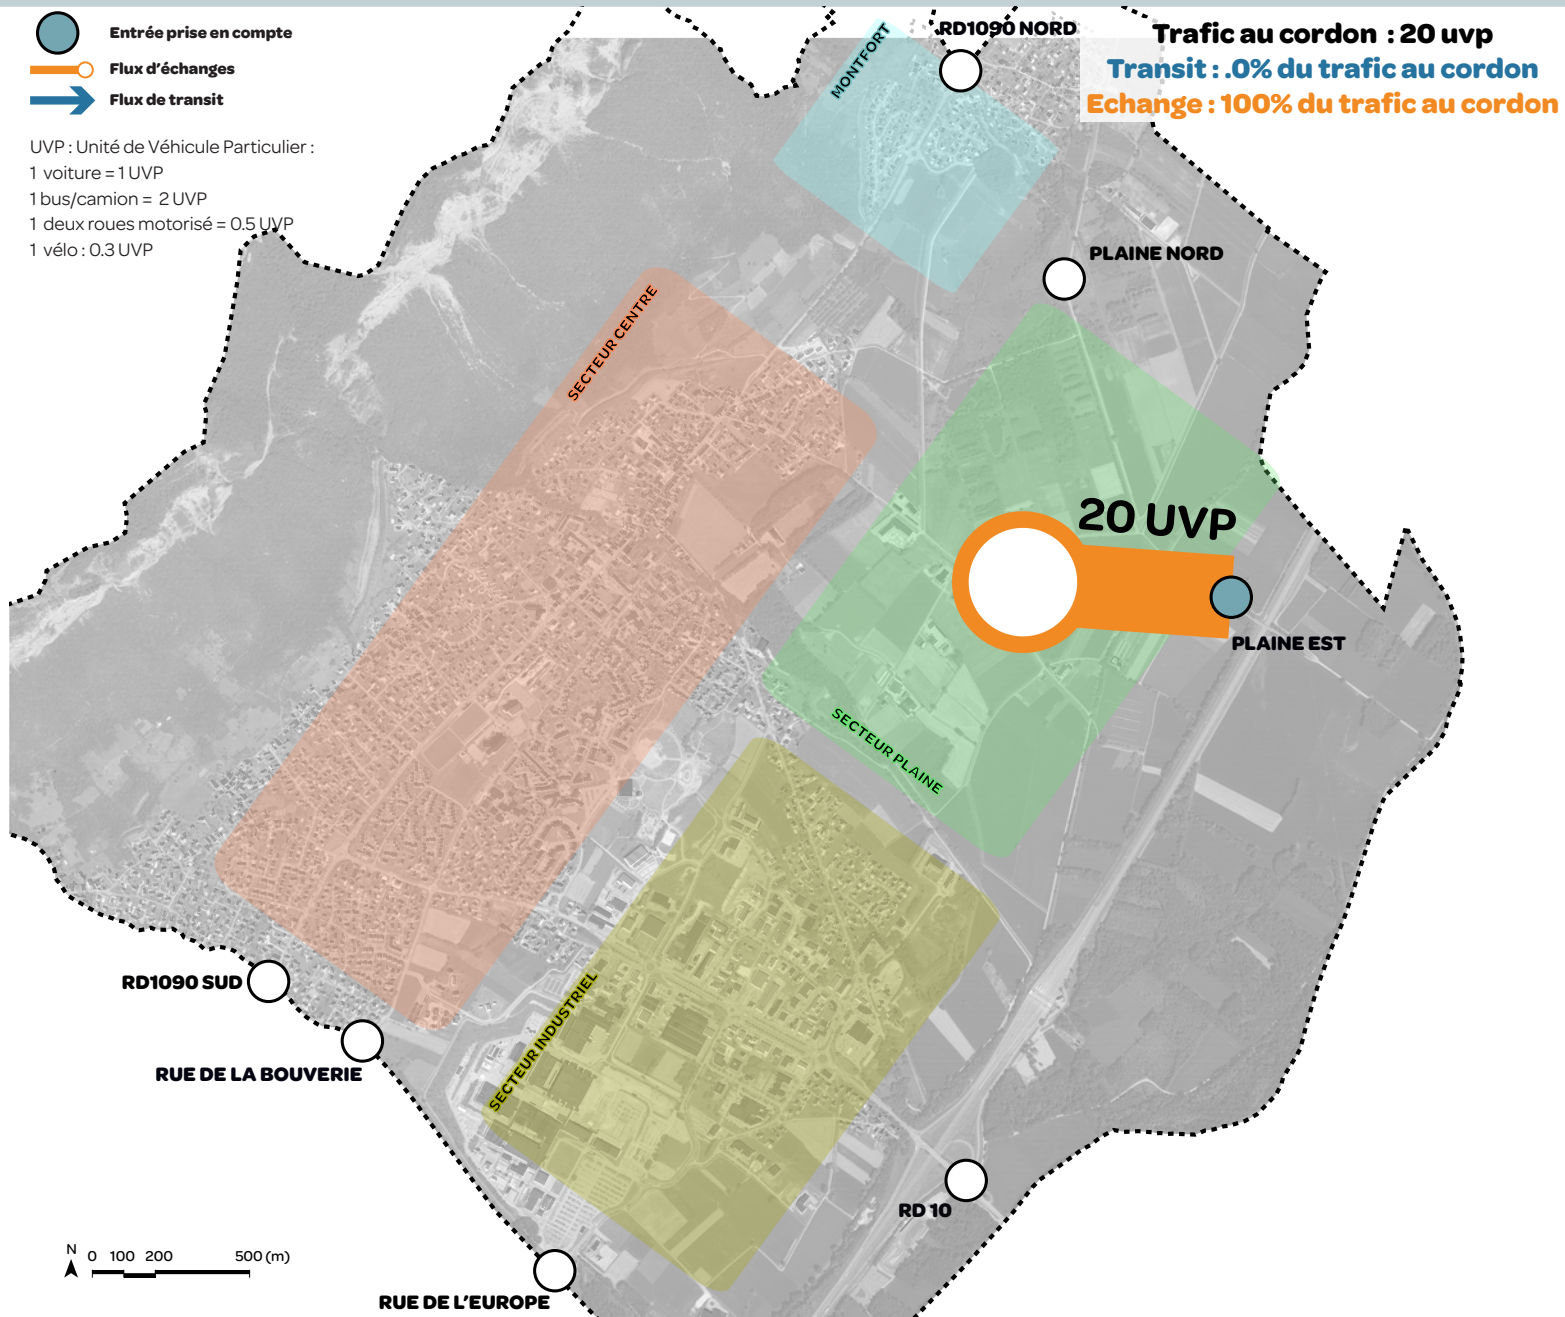 Entrée prise en compte
Flux d'échanges
Flux de transit
UVP : Unité de Véhicule Particulier :
1 voiture = 1 UVP
1 bus/camion = 2 UVP
1 deux roues motorisé = 0.5 UVP
1 vélo : 0.3 UVP
Trafic au cordon : 20 uvp
Transit : .0% du trafic au cordon
Echange : 100% du trafic au cordon
RD1090 NORD
MONTFORT
PLAINE NORD
SECTEUR CENTRE
20 UVP
PLAINE EST
SECTEUR PLAINE
RD1090 SUD
SECTEUR INDUSTRIEL
RUE DE LA BOUVERIE
RD 10
N 0 100 200 500 (m)
RUE DE L'EUROPE